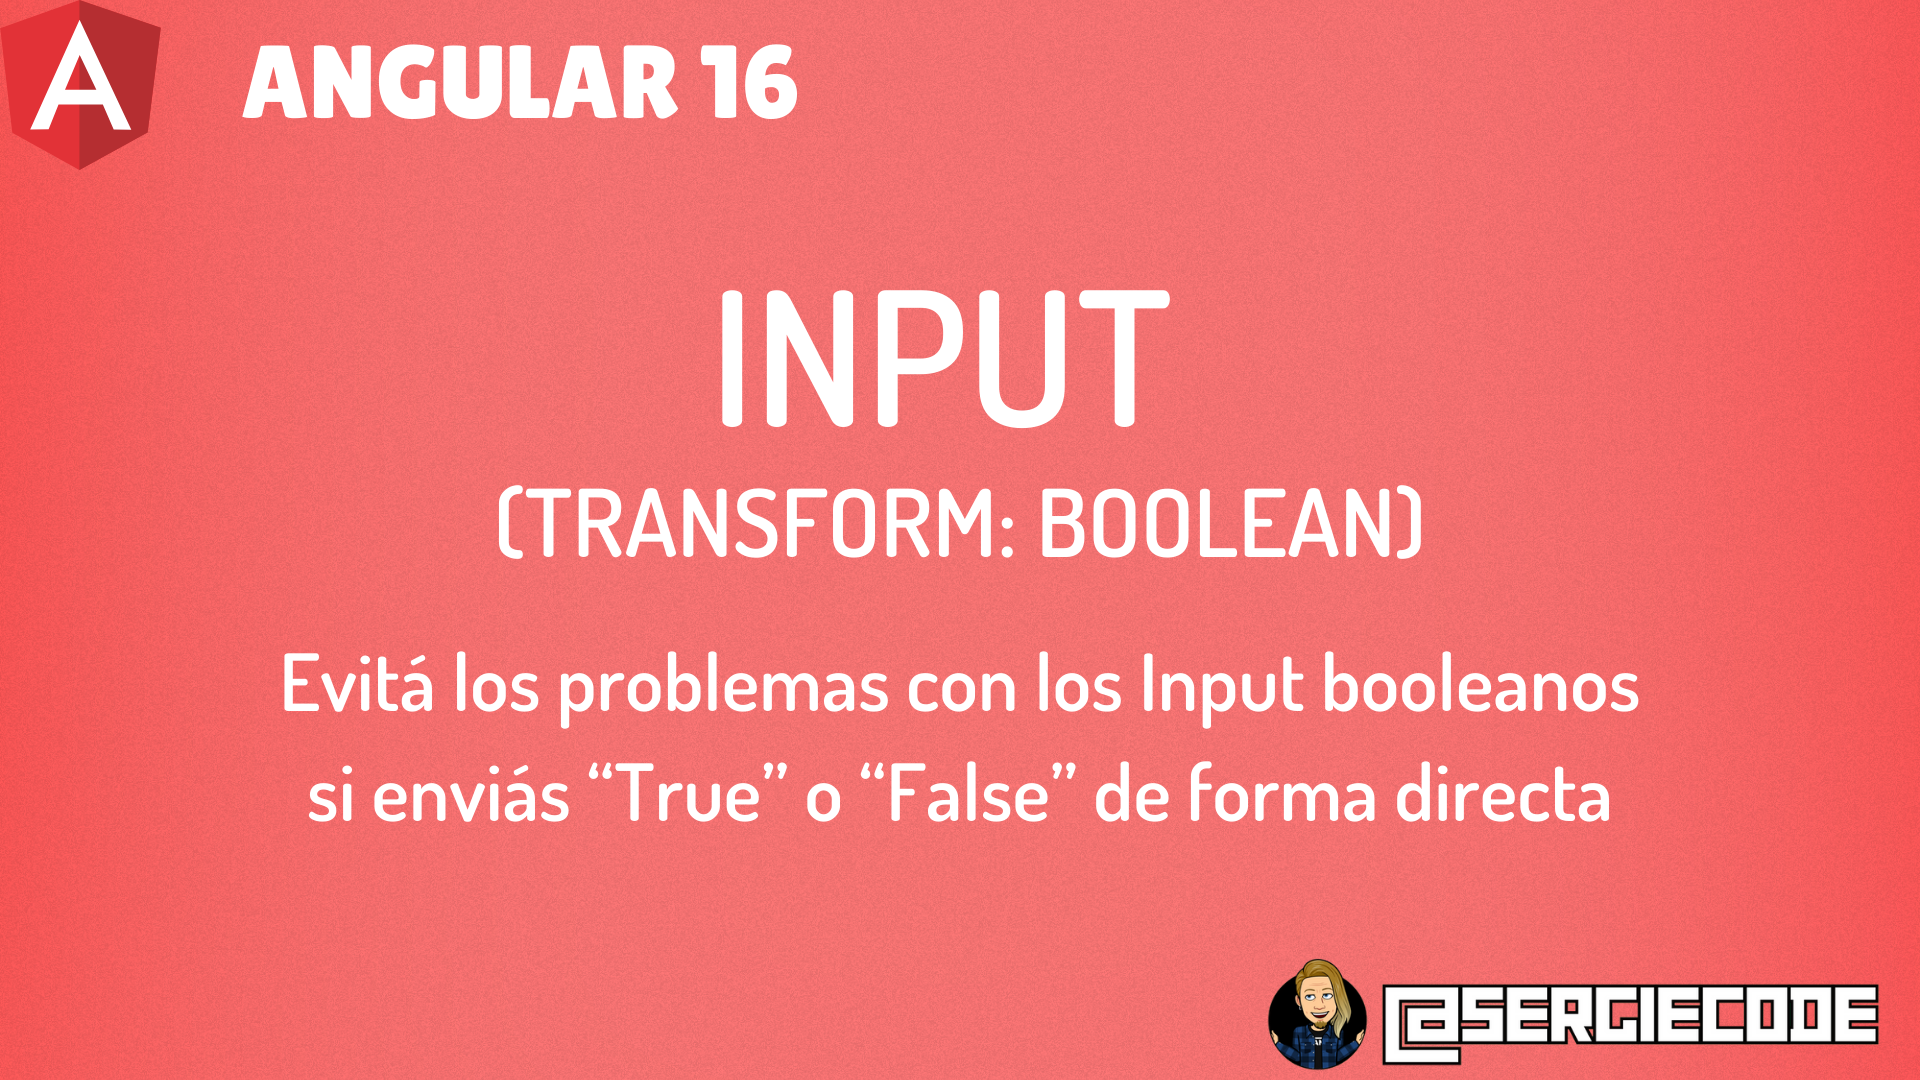 ANGULAR 16
INPUT
(TRANSFORM: BOOLEAN)
Evitá los problemas con los Input booleanos
si enviás “True” o “False” de forma directa
@SERGIECODE